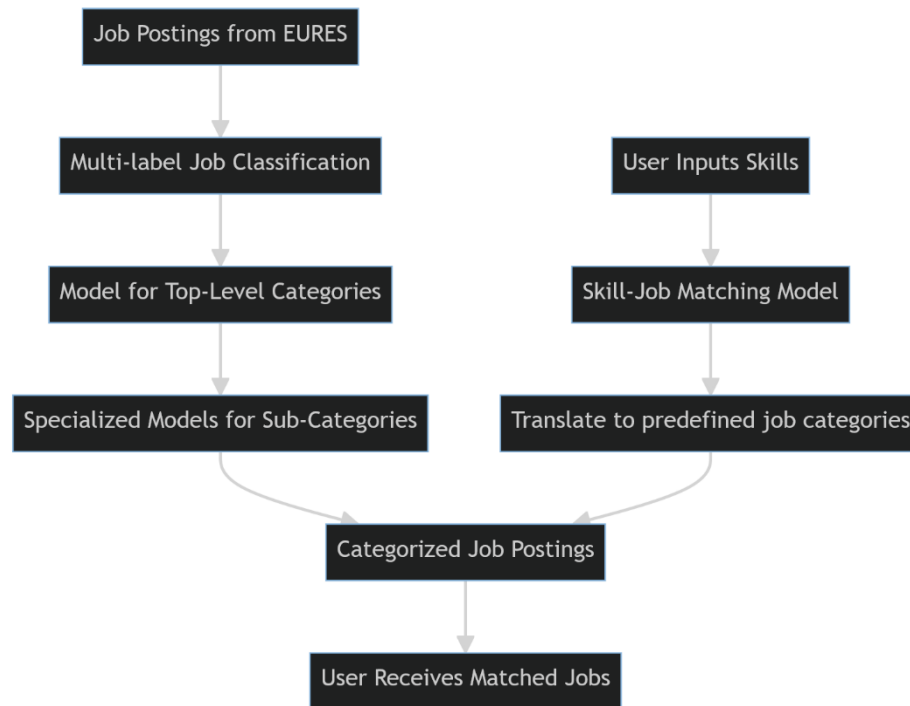 Job Postings from EURES
Multi-label Job Classification
User Inputs Skills
Model for Top-Level Categories
Skill-Job Matching Model
Specialized Models for Sub-Categories
Translate to predefined job categories
Categorized Job Postings
User Receives Matched Jobs